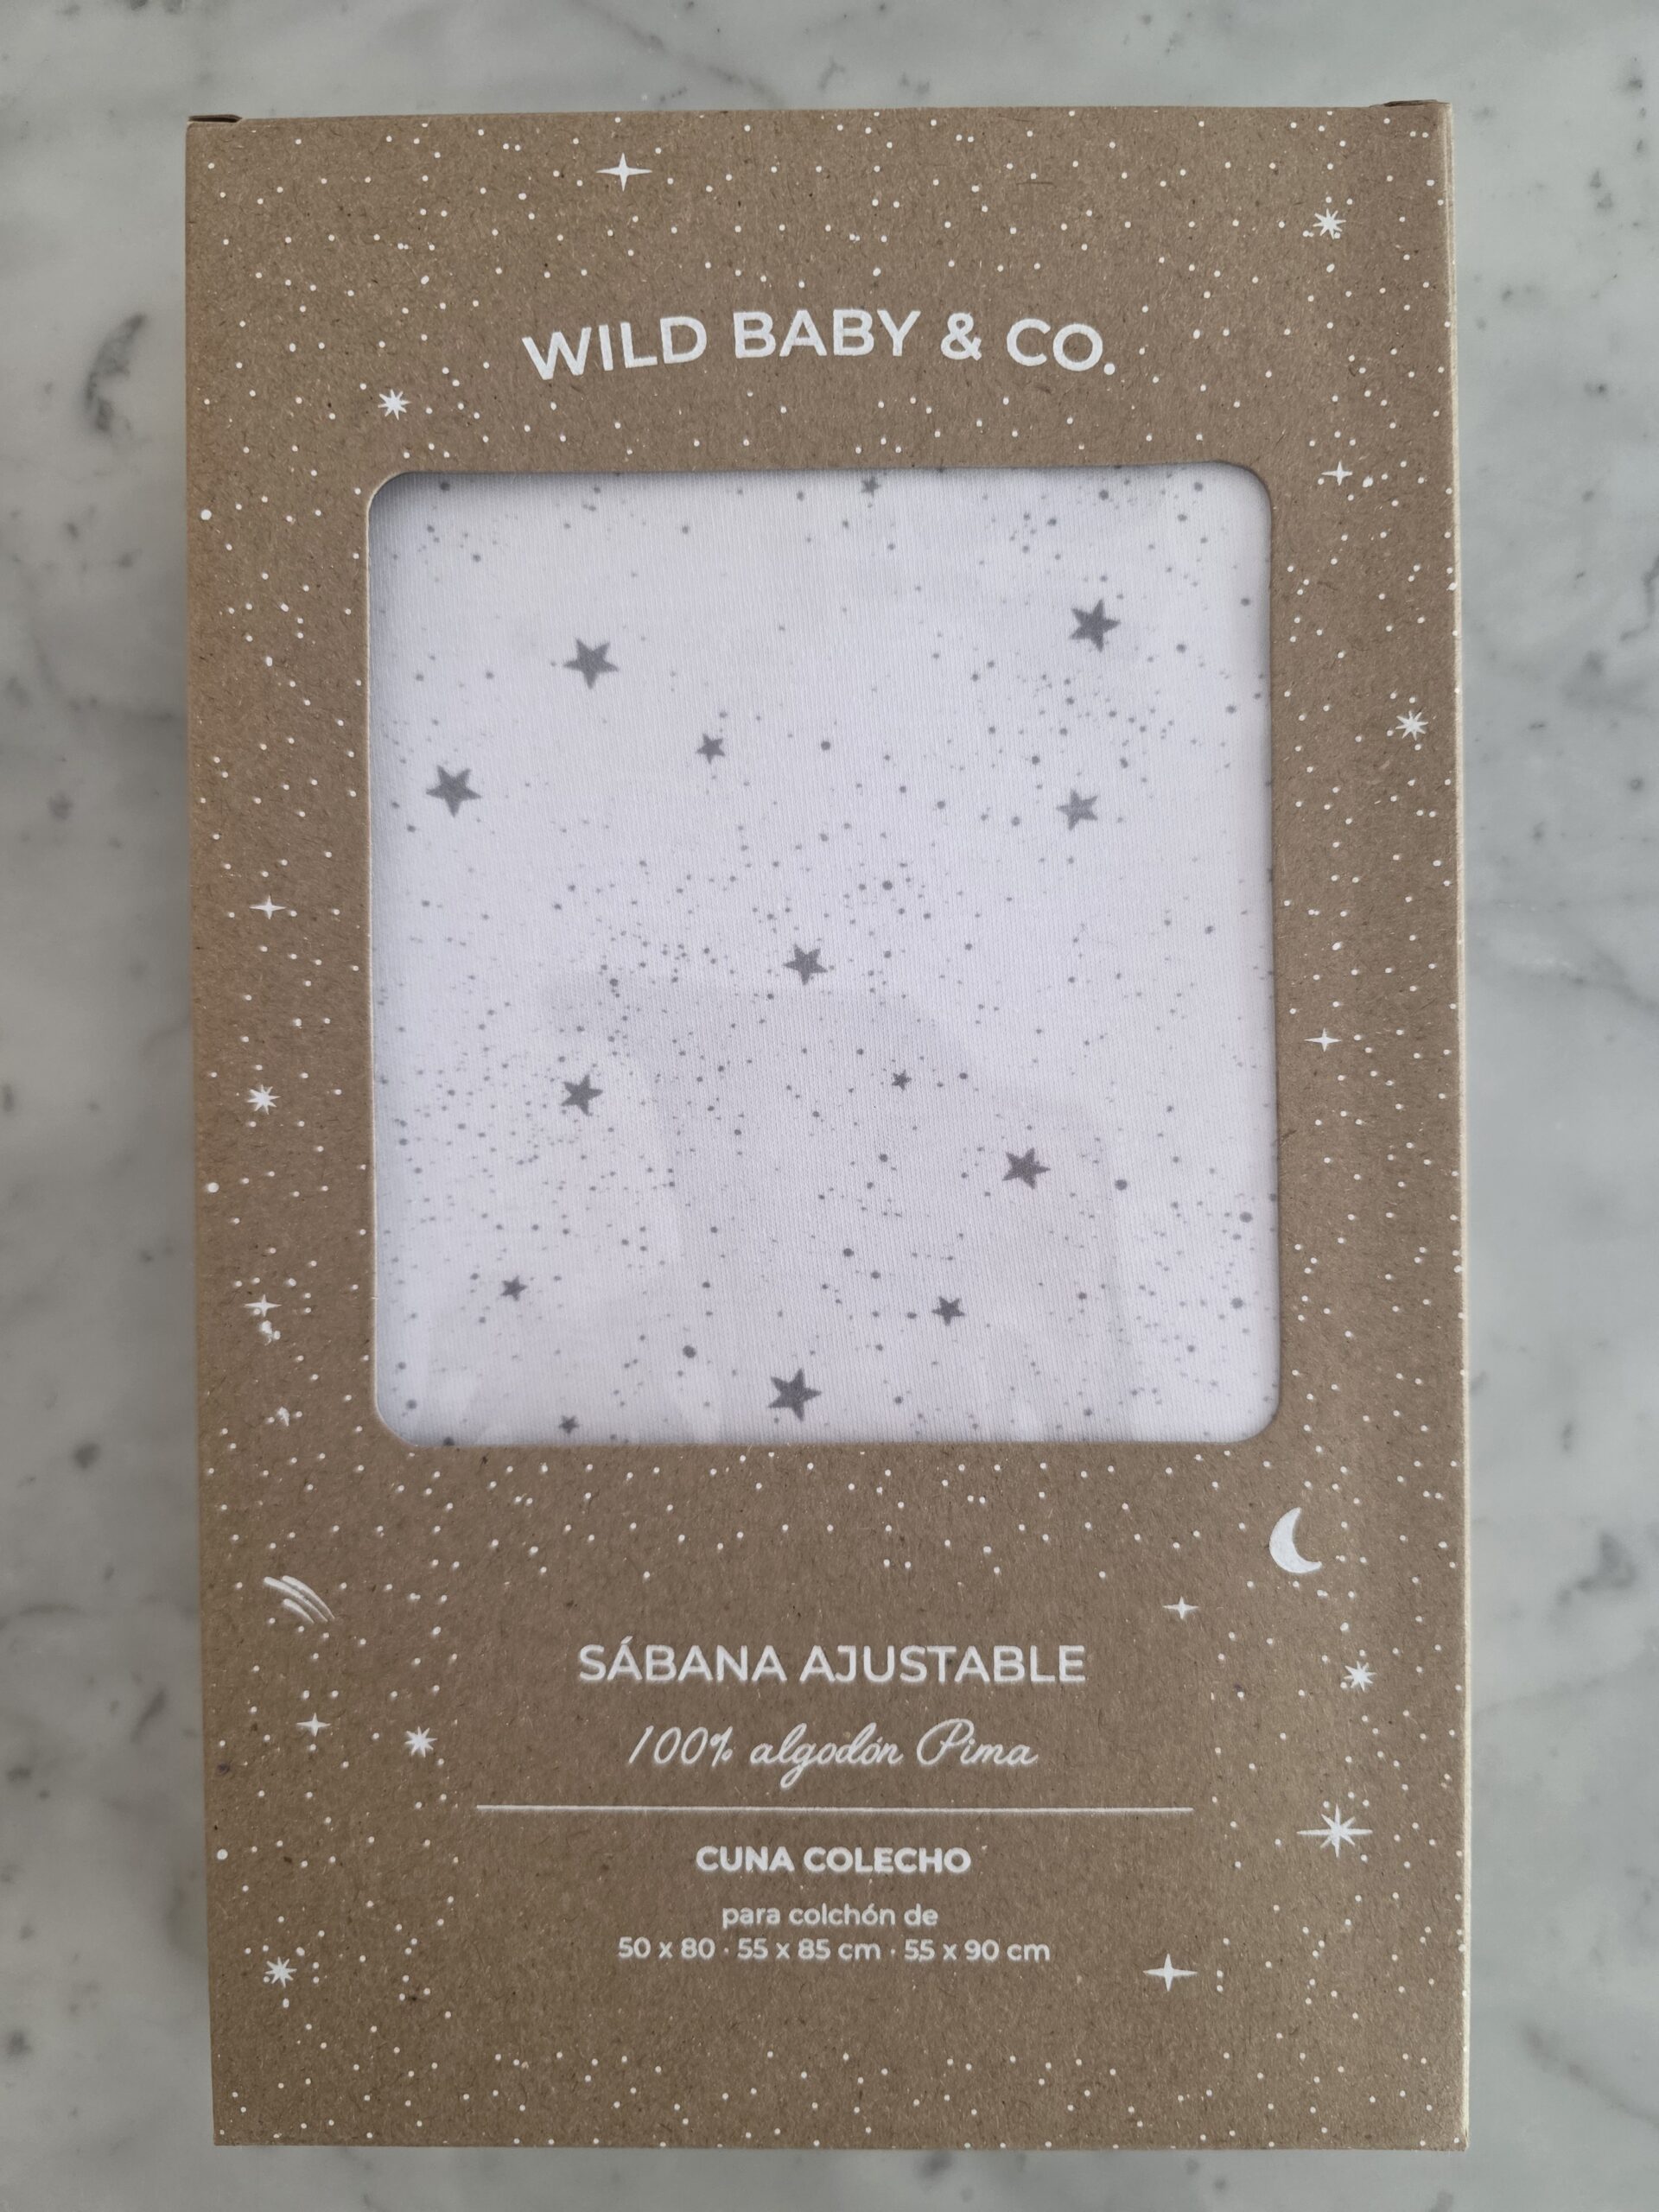 WILD BABY & CO.
SÁBANA AJUSTABLE
100% algodón Pima
CUNA COLECHO
para colchón de
50 x 80 · 55 x 85 cm · 55 x 90 cm